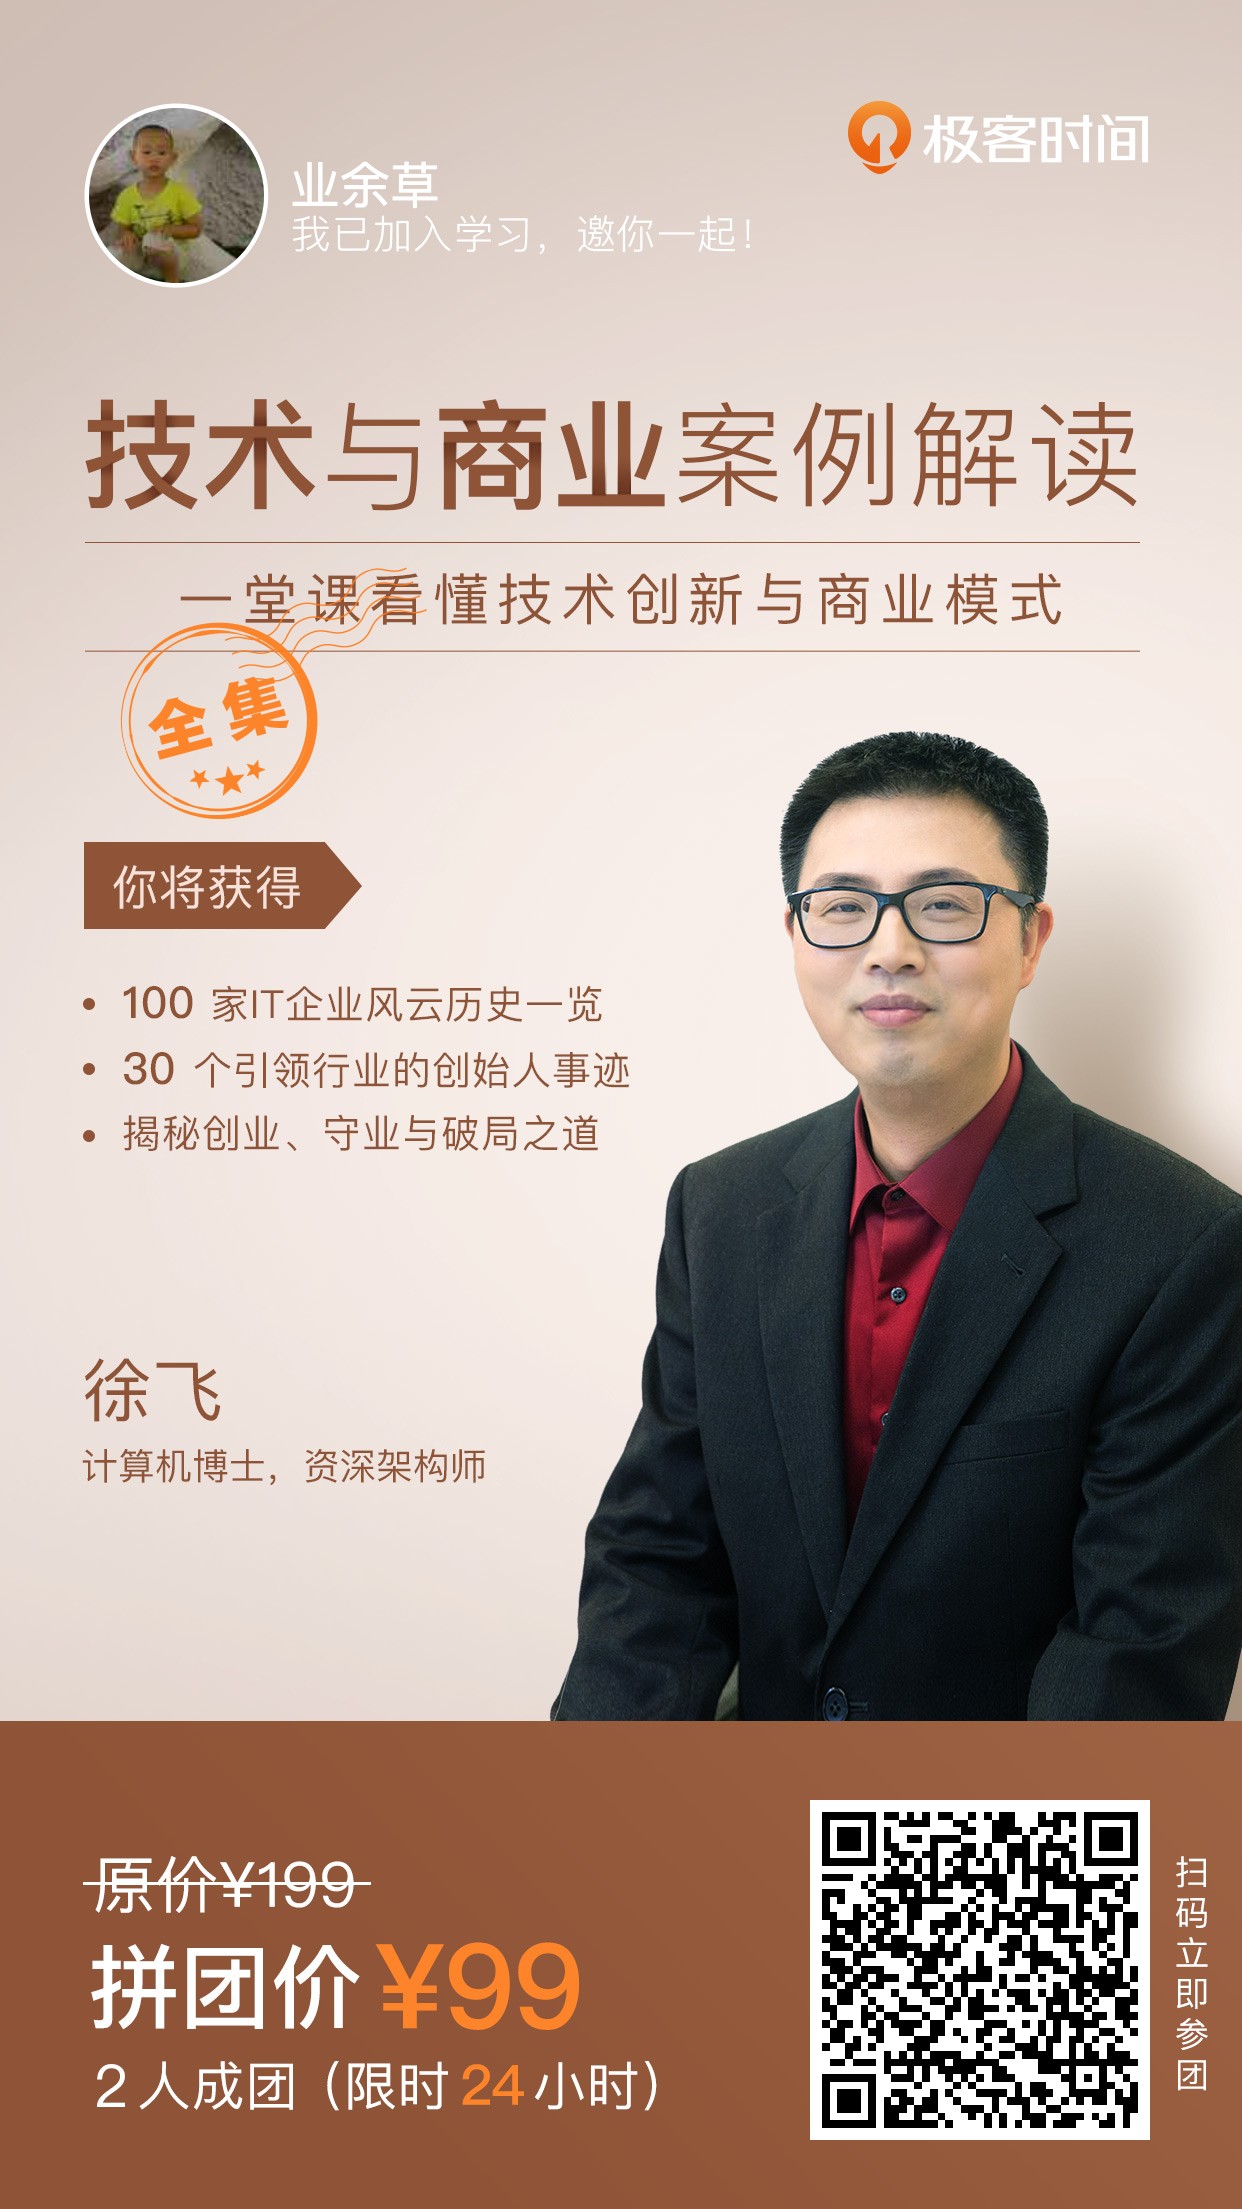 极客时间
业余草
我已加入学习，邀你一起！
技术与商业案例解读
一堂课看懂技术创新与商业模式
全集
你将获得
• 100 家IT企业风云历史一览
• 30 个引领行业的创始人事迹
• 揭秘创业、守业与破局之道
徐飞
计算机博士，资深架构师
原价¥199
拼团价¥99
2人成团（限时24小时）
扫码立即参团